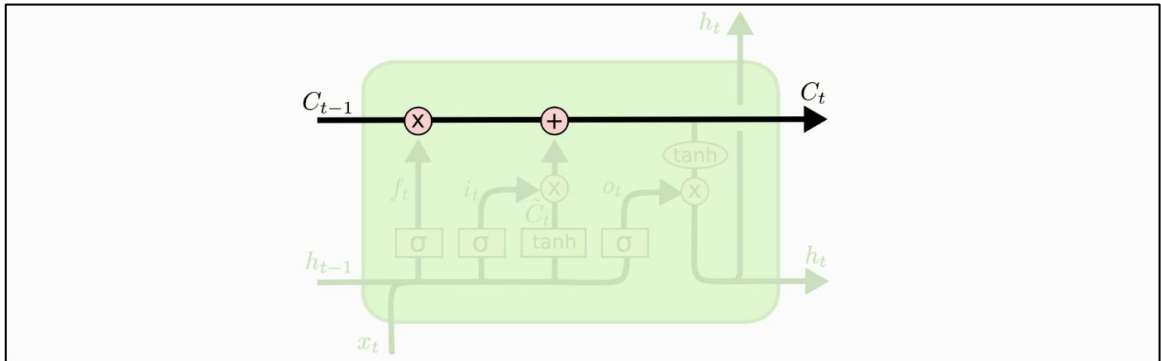 h_t
C_{t-1} C_t
x +
tanh
f_t i_t x o_t x
C̃_t
σ σ tanh σ
h_{t-1} h_t
x_t